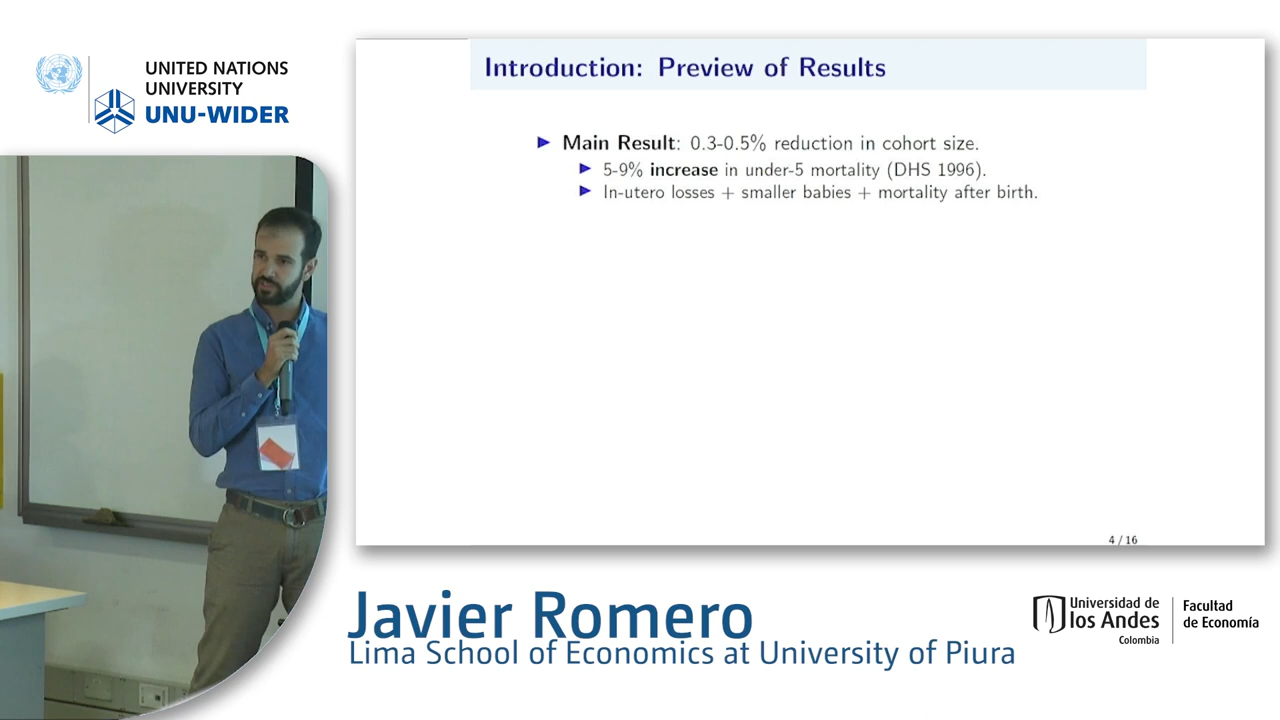 UNITED NATIONS
UNIVERSITY
UNU-WIDER
Introduction: Preview of Results
Main Result: 0.3-0.5% reduction in cohort size.
5-9% increase in under-5 mortality (DHS 1996).
In-utero losses + smaller babies + mortality after birth.
4 / 16
Javier Romero
Lima School of Economics at University of Piura
Universidad de
los Andes
Colombia
Facultad
de Economía